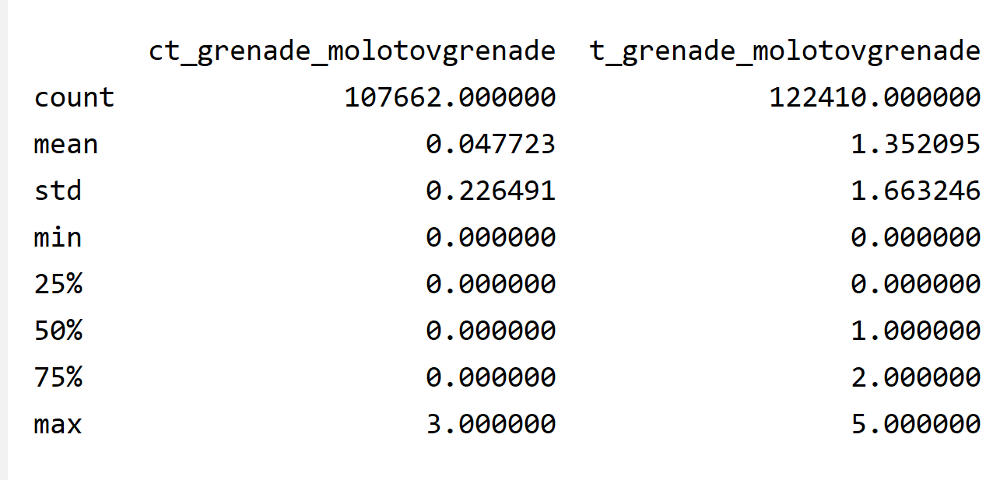 ct_grenade_molotovgrenade t_grenade_molotovgrenade
count 107662.000000 122410.000000
mean 0.047723 1.352095
std 0.226491 1.663246
min 0.000000 0.000000
25% 0.000000 0.000000
50% 0.000000 1.000000
75% 0.000000 2.000000
max 3.000000 5.000000